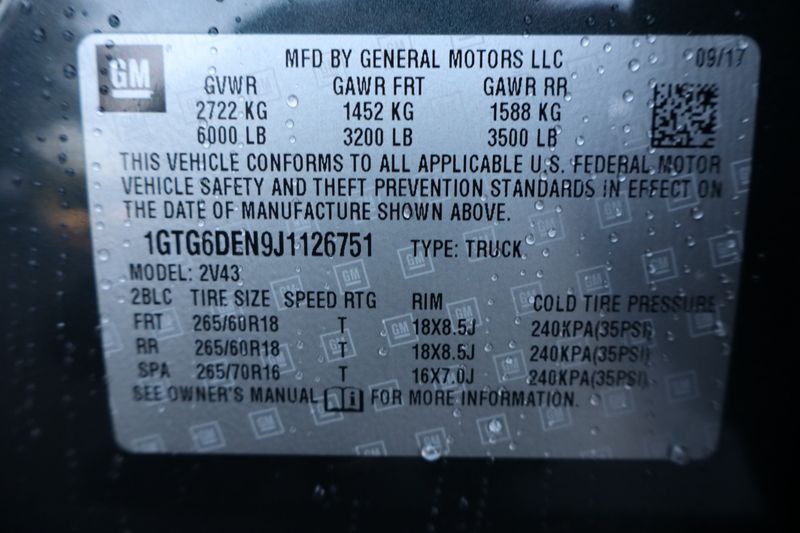 GM
MFD BY GENERAL MOTORS LLC 09/17
GVWR GAWR FRT GAWR RR
2722 KG 1452 KG 1588 KG
6000 LB 3200 LB 3500 LB
THIS VEHICLE CONFORMS TO ALL APPLICABLE U.S. FEDERAL MOTOR
VEHICLE SAFETY AND THEFT PREVENTION STANDARDS IN EFFECT ON
THE DATE OF MANUFACTURE SHOWN ABOVE.
1GTG6DEN9J1126751 TYPE: TRUCK
MODEL: 2V43
2BLC TIRE SIZE SPEED RTG RIM COLD TIRE PRESSURE
FRT 265/60R18 T 18X8.5J 240KPA(35PSI)
RR 265/60R18 T 18X8.5J 240KPA(35PSI)
SPA 265/70R16 T 16X7.0J 240KPA(35PSI)
SEE OWNER'S MANUAL i FOR MORE INFORMATION.